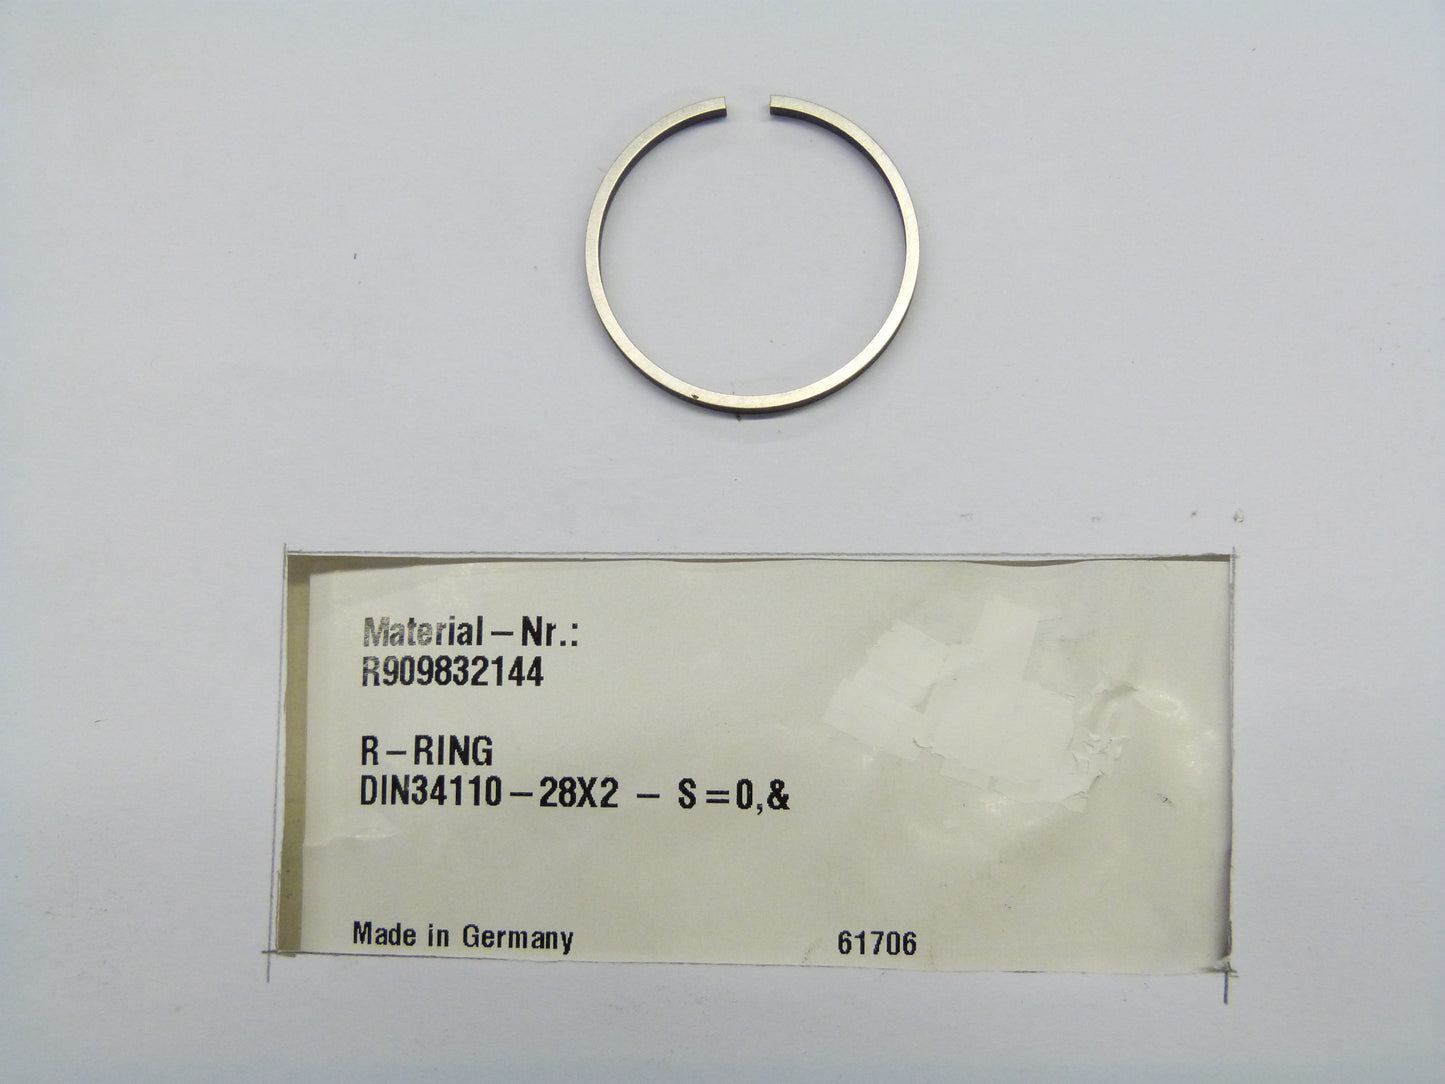 Material-Nr.:
R909832144
R-RING
DIN34110-28X2 - S=0,&
Made in Germany
61706